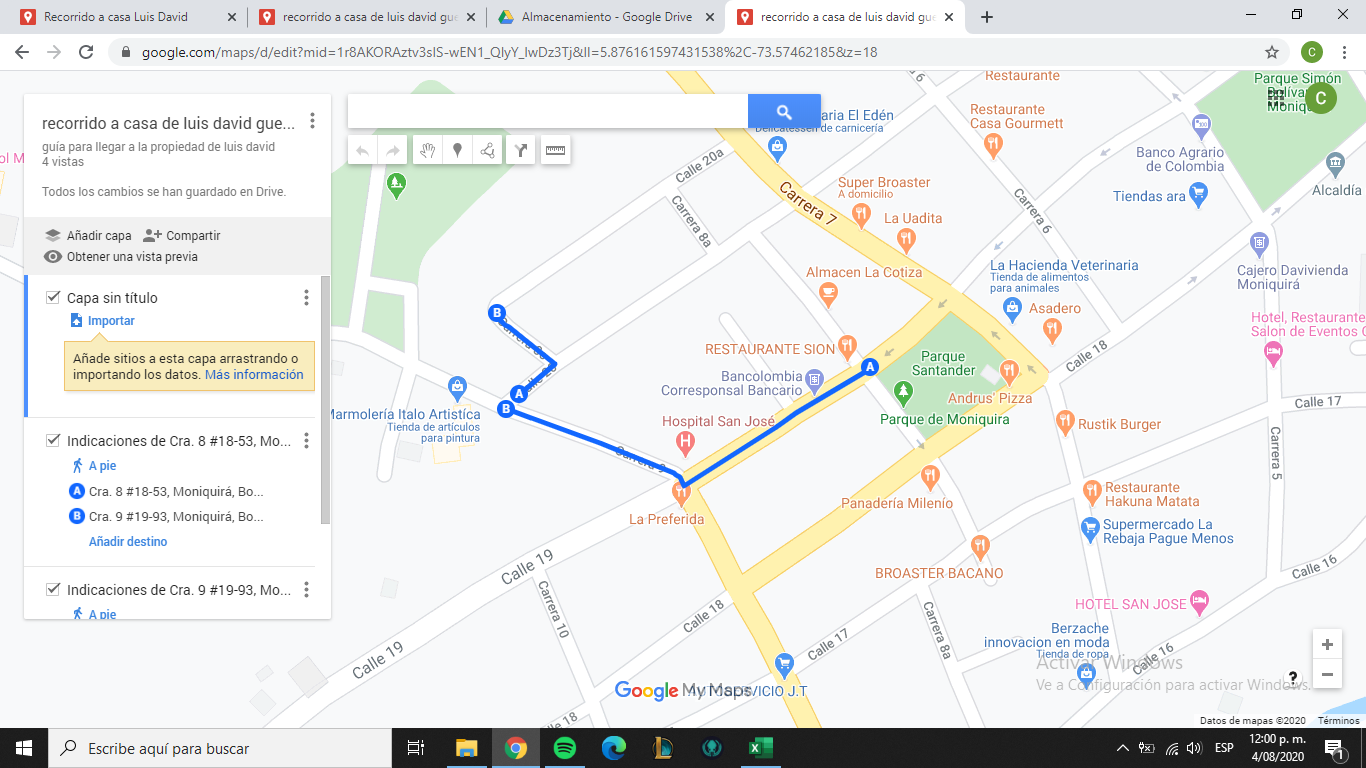 Recorrido a casa Luis David
recorrido a casa de luis david gue
Almacenamiento - Google Drive
recorrido a casa de luis david gue
google.com/maps/d/edit?mid=1r8AKORAztv3sIS-wEN1_QlyY_IwDz3Tj&ll=5.876161597431538%2C-73.57462185&z=18
C
recorrido a casa de luis david gue...
guía para llegar a la propiedad de luis david
4 vistas
Todos los cambios se han guardado en Drive.
Añadir capa
Compartir
Obtener una vista previa
Capa sin título
Importar
Añade sitios a esta capa arrastrando o
importando los datos. Más información
Indicaciones de Cra. 8 #18-53, Mo...
A pie
A Cra. 8 #18-53, Moniquirá, Bo...
B Cra. 9 #19-93, Moniquirá, Bo...
Añadir destino
Indicaciones de Cra. 9 #19-93, Mo...
A pie
Restaurante
Parque Simón
Bolívar
C
aria El Edén
Delicatessen de carnicería
Restaurante
Casa Gourmett
Banco Agrario
de Colombia
Calle 20a
Carrera 7
Super Broaster
A domicilio
Tiendas ara
Alcaldía
Carrera 8a
La Uadita
Carrera 6
Almacen La Cotiza
La Hacienda Veterinaria
Tienda de alimentos
para animales
Cajero Davivienda
Moniquirá
Asadero
B
Hotel, Restaurante
Salon de Eventos
RESTAURANTE SION
Parque
Santander
Calle 18
A
Bancolombia
Corresponsal Bancario
A
Andrus' Pizza
Calle 17
B
Marmolería Italo Artistíca
Tienda de artículos
para pintura
Hospital San José
Parque de Moniquira
Rustik Burger
Carrera 9
Carrera 5
La Preferida
Panadería Milenío
Restaurante
Hakuna Matata
Supermercado La
Rebaja Pague Menos
Calle 19
BROASTER BACANO
Calle 16
Carrera 10
Calle 18
HOTEL SAN JOSE
Carrera 8a
Berzache
innovacion en moda
Tienda de ropa
Calle 17
Calle 16
Calle 19
Activar Windows
Ve a Configuración para activar Windows.
Google My Maps
VICIO J.T
Calle 18
?
Datos de mapas ©2020
Términos
Escribe aquí para buscar
ESP
12:00 p. m.
4/08/2020
1